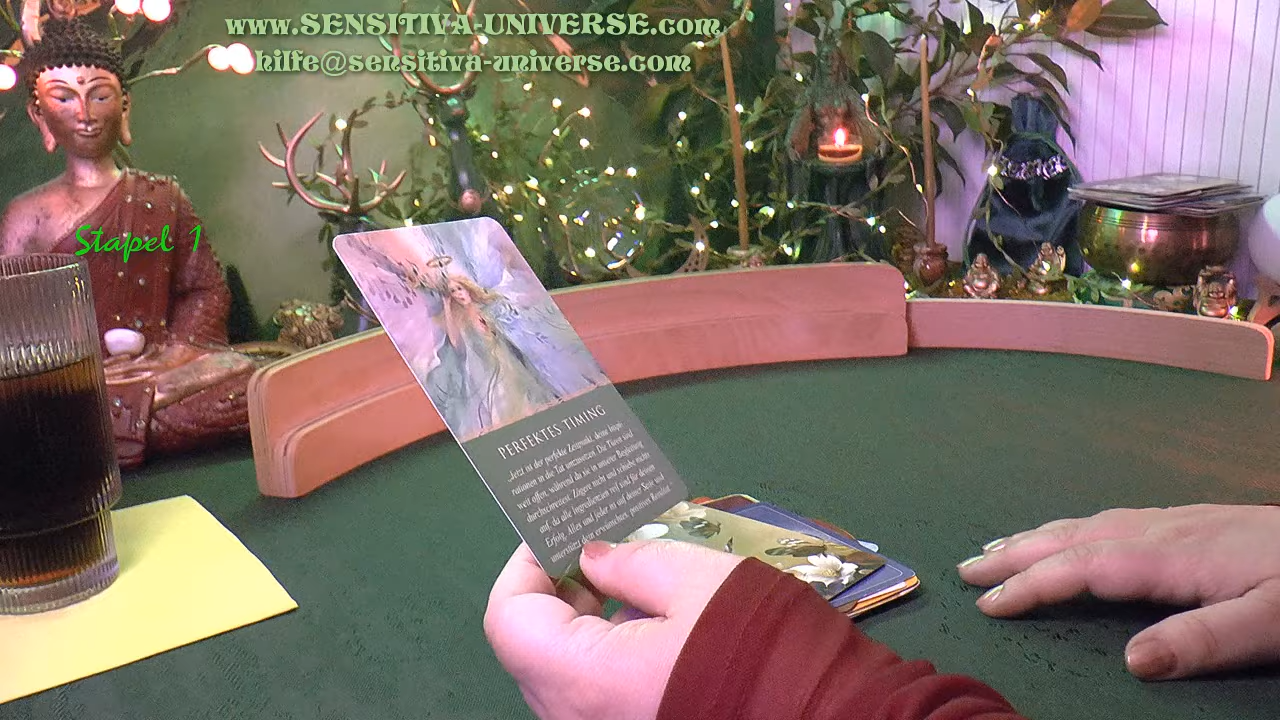 www.SENSITIVA-UNIVERSE.com
hilfe@sensitiva-universe.com
Stapel 1
PERFEKTES TIMING
„Jetzt ist der perfekte Zeitpunkt, deine Inspi-
rationen in die Tat umzusetzen. Die Türen sind
weit offen, während du sie in unserer Begleitung
durchschreitest. Zögere nicht und schiebe nichts
auf, da alle Ingredienzien reif sind für deinen
Erfolg. Alles und jeder ist auf deiner Seite und
unterstützt dein erwünschtes, positives Resultat